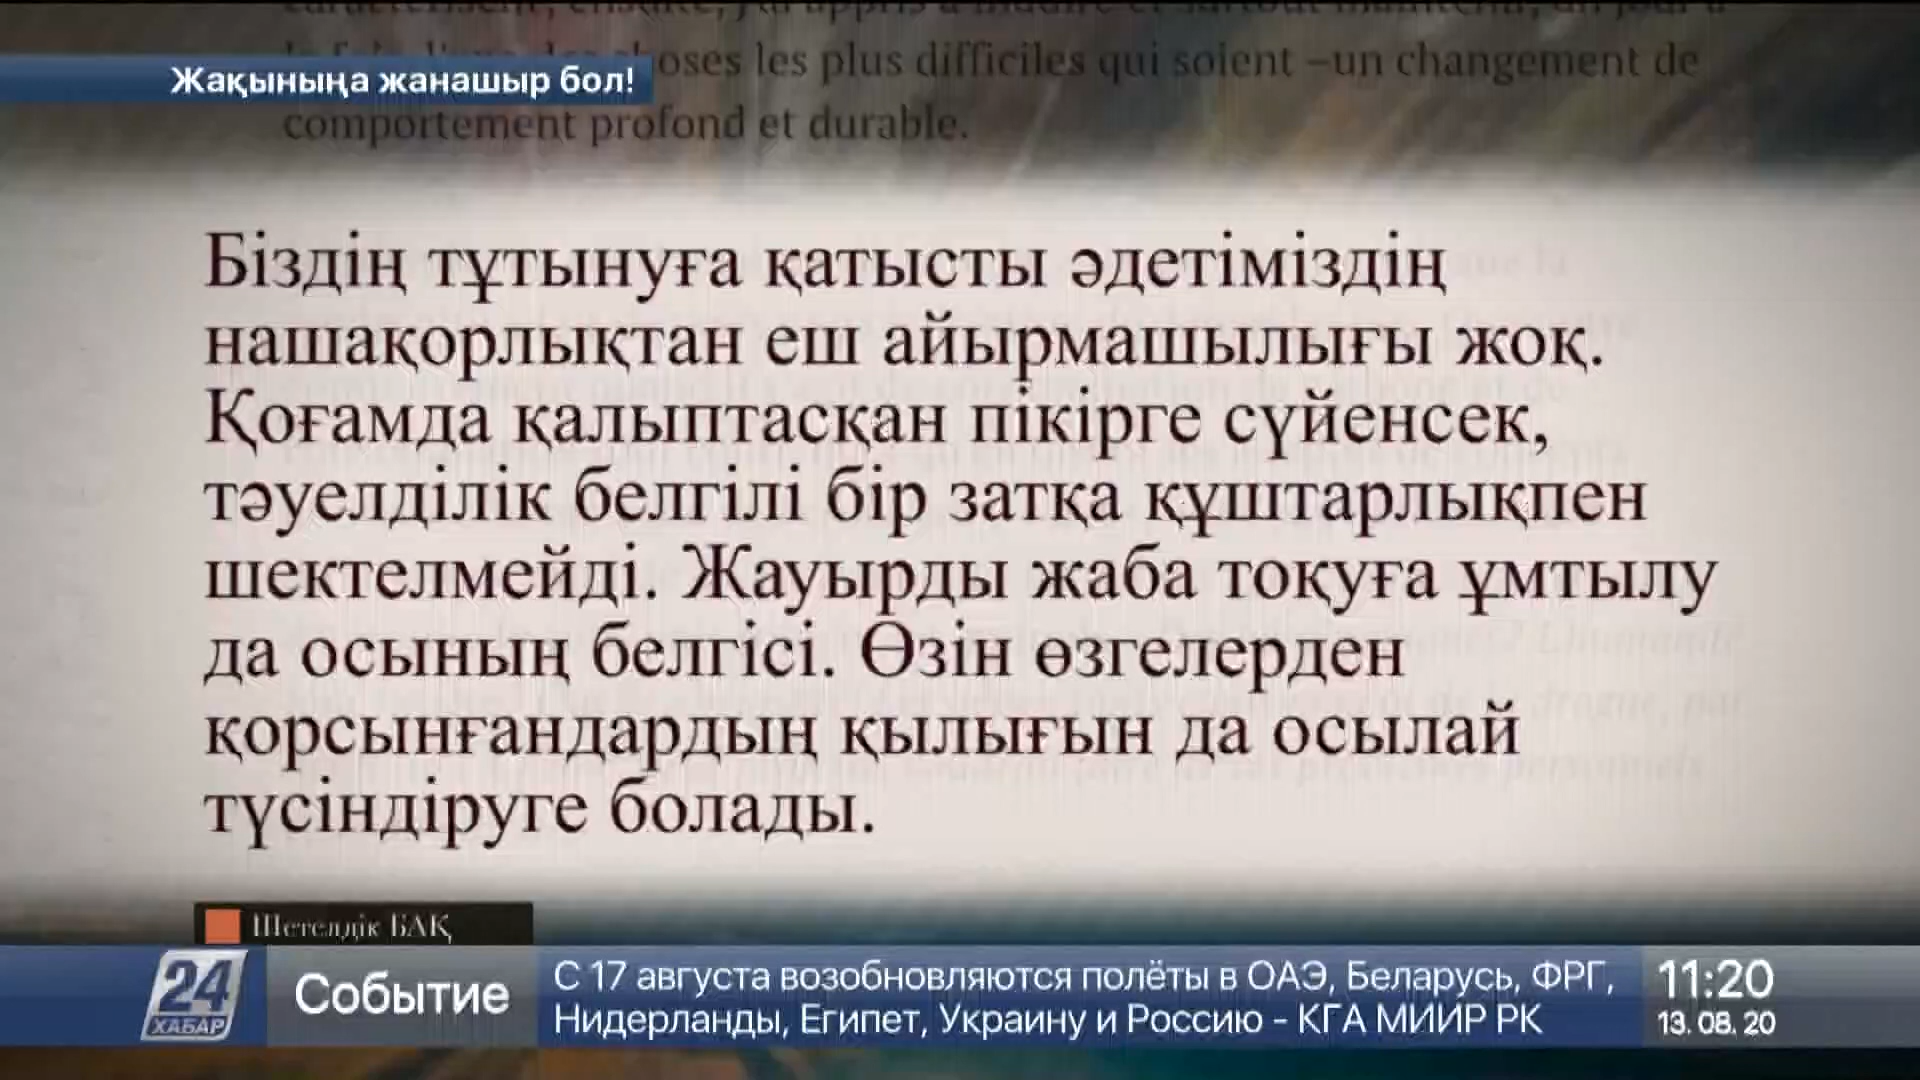 oses les plus difficiles qui soient –un changement de
Жақыныңа жанашыр бол!
comportement profond et durable.
Біздің тұтынуға қатысты әдетіміздің
нашақорлықтан еш айырмашылығы жоқ.
Қоғамда қалыптасқан пікірге сүйенсек,
тәуелділік белгілі бір затқа құштарлықпен
шектелмейді. Жауырды жаба тоқуға ұмтылу
да осының белгісі. Өзін өзгелерден
қорсынғандардың қылығын да осылай
түсіндіруге болады.
Шетелдік БАҚ
24
ХАБАР
Событие
С 17 августа возобновляются полёты в ОАЭ, Беларусь, ФРГ,
Нидерланды, Египет, Украину и Россию - КГА МИИР РК
11:20
13. 08. 20